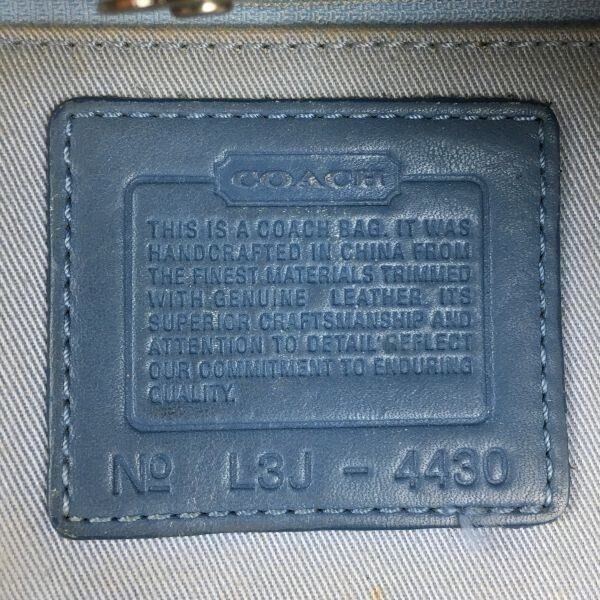 COACH
THIS IS A COACH BAG. IT WAS
HANDCRAFTED IN CHINA FROM
THE FINEST MATERIALS TRIMMED
WITH GENUINE LEATHER. ITS
SUPERIOR CRAFTSMANSHIP AND
ATTENTION TO DETAIL REFLECT
OUR COMMITMENT TO ENDURING
QUALITY.
Nº L3J - 4430